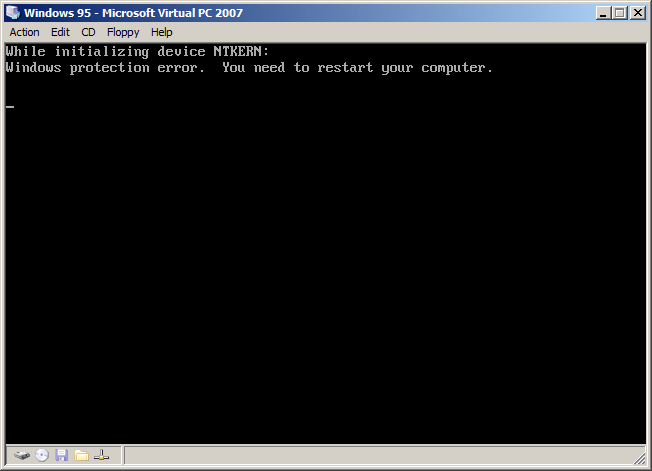 Windows 95 - Microsoft Virtual PC 2007
Action Edit CD Floppy Help
While initializing device NTKERN:
Windows protection error.  You need to restart your computer.